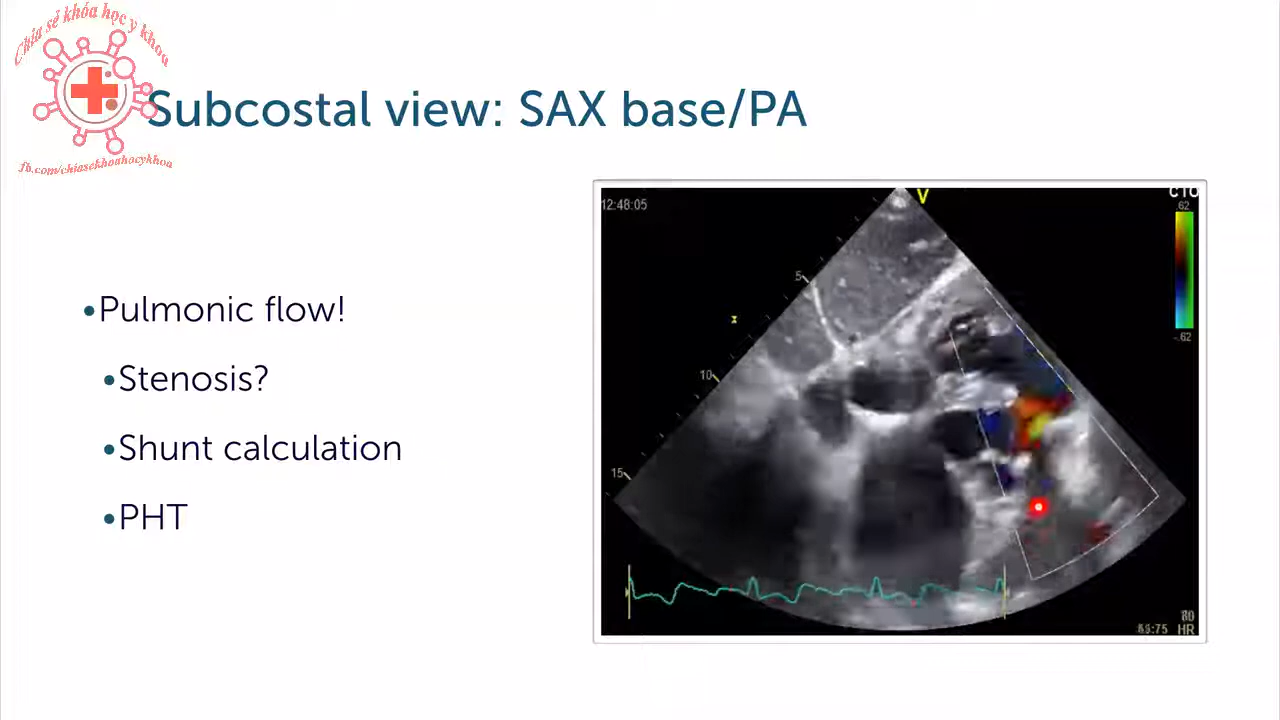 Chia sẻ khóa học y khoa
fb.com/chiasekhoahocykhoa
Subcostal view: SAX base/PA
•Pulmonic flow!
•Stenosis?
•Shunt calculation
•PHT
12:48:05
V
.62
-.62
5
10
15
HR